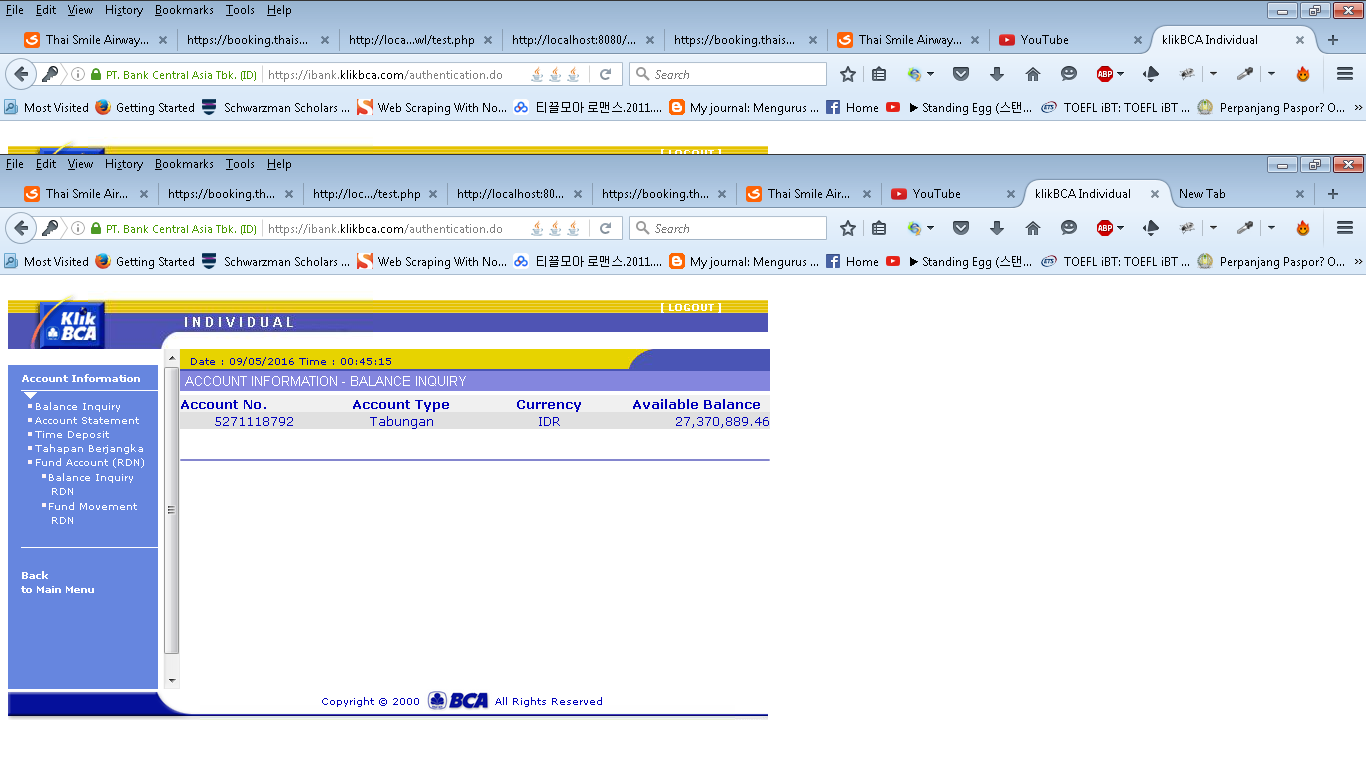 File Edit View History Bookmarks Tools Help
Thai Smile Airway... https://booking.thais... http://loca...wl/test.php http://localhost:8080/... https://booking.thais... Thai Smile Airway... YouTube klikBCA Individual
PT. Bank Central Asia Tbk. (ID) https://ibank.klikbca.com/authentication.do Search ABP
Most Visited Getting Started Schwarzman Scholars ... Web Scraping With No... 티끌모아 로맨스.2011.... My journal: Mengurus ... Home ▶ Standing Egg (스탠... TOEFL iBT: TOEFL iBT ... Perpanjang Paspor? O... »
[ LOGOUT ]
File Edit View History Bookmarks Tools Help
Thai Smile Air... https://booking.th... http://loc.../test.php http://localhost:80... https://booking.th... Thai Smile Air... YouTube klikBCA Individual New Tab
PT. Bank Central Asia Tbk. (ID) https://ibank.klikbca.com/authentication.do Search ABP
Most Visited Getting Started Schwarzman Scholars ... Web Scraping With No... 티끌모아 로맨스.2011.... My journal: Mengurus ... Home ▶ Standing Egg (스탠... TOEFL iBT: TOEFL iBT ... Perpanjang Paspor? O... »
[ LOGOUT ]
Klik BCA INDIVIDUAL
Date : 09/05/2016 Time : 00:45:15
Account Information
ACCOUNT INFORMATION - BALANCE INQUIRY
Account No. Account Type Currency Available Balance
5271118792 Tabungan IDR 27,370,889.46
Balance Inquiry
Account Statement
Time Deposit
Tahapan Berjangka
Fund Account (RDN)
Balance Inquiry
RDN
Fund Movement
RDN
Back
to Main Menu
Copyright © 2000 BCA All Rights Reserved